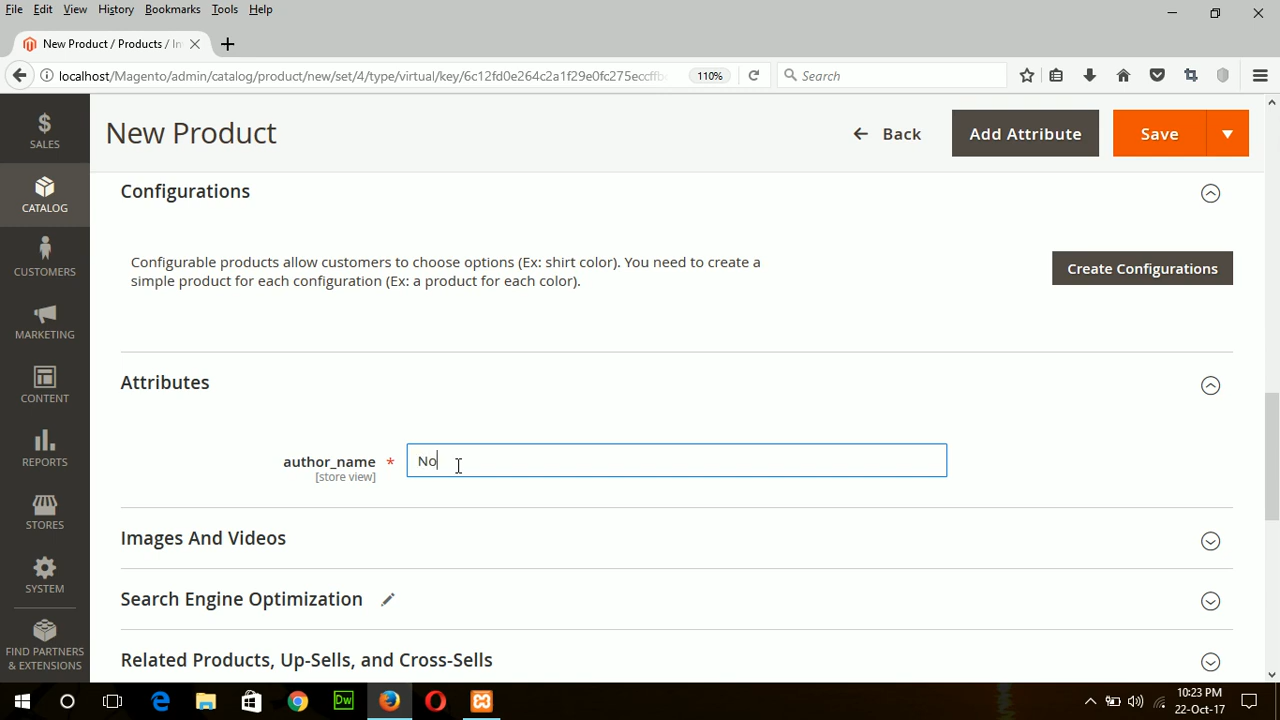 File Edit View History Bookmarks Tools Help
New Product / Products / In
localhost/Magento/admin/catalog/product/new/set/4/type/virtual/key/6c12fd0e264c2a1f29e0fc275eccffb
110%
Search
New Product
Back
Add Attribute
Save
SALES
CATALOG
CUSTOMERS
MARKETING
CONTENT
REPORTS
STORES
SYSTEM
FIND PARTNERS
& EXTENSIONS
Configurations
Configurable products allow customers to choose options (Ex: shirt color). You need to create a
simple product for each configuration (Ex: a product for each color).
Create Configurations
Attributes
author_name *
[store view]
No
Images And Videos
Search Engine Optimization
Related Products, Up-Sells, and Cross-Sells
Dw
10:23 PM
22-Oct-17